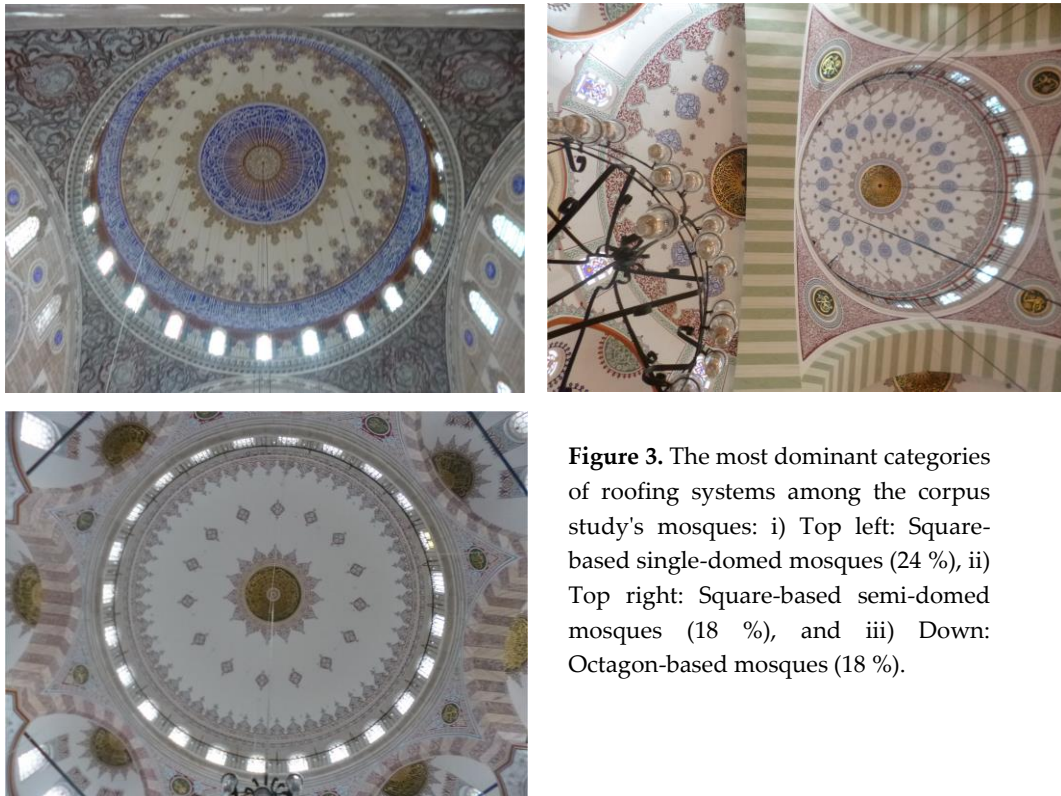 Figure 3. The most dominant categories
of roofing systems among the corpus
study's mosques: i) Top left: Square-
based single-domed mosques (24 %), ii)
Top right: Square-based semi-domed
mosques (18 %), and iii) Down:
Octagon-based mosques (18 %).